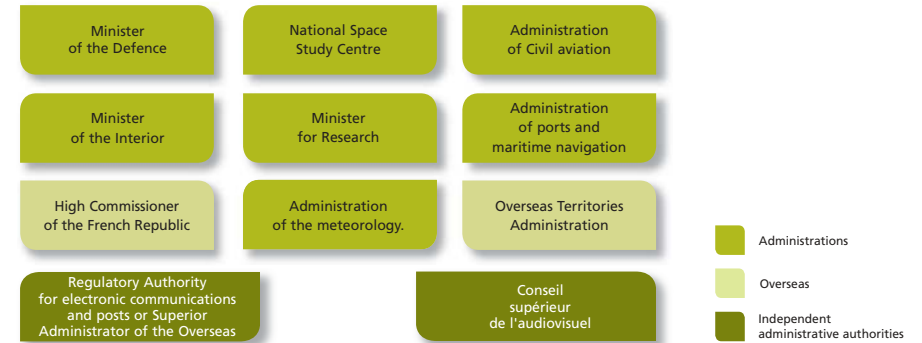 Minister
of the Defence
National Space
Study Centre
Administration
of Civil aviation
Minister
of the Interior
Minister
for Research
Administration
of ports and
maritime navigation
High Commissioner
of the French Republic
Administration
of the meteorology.
Overseas Territories
Administration
Regulatory Authority
for electronic communications
and posts or Superior
Administrator of the Overseas
Conseil
supérieur
de l'audiovisuel
Administrations
Overseas
Independent
administrative authorities